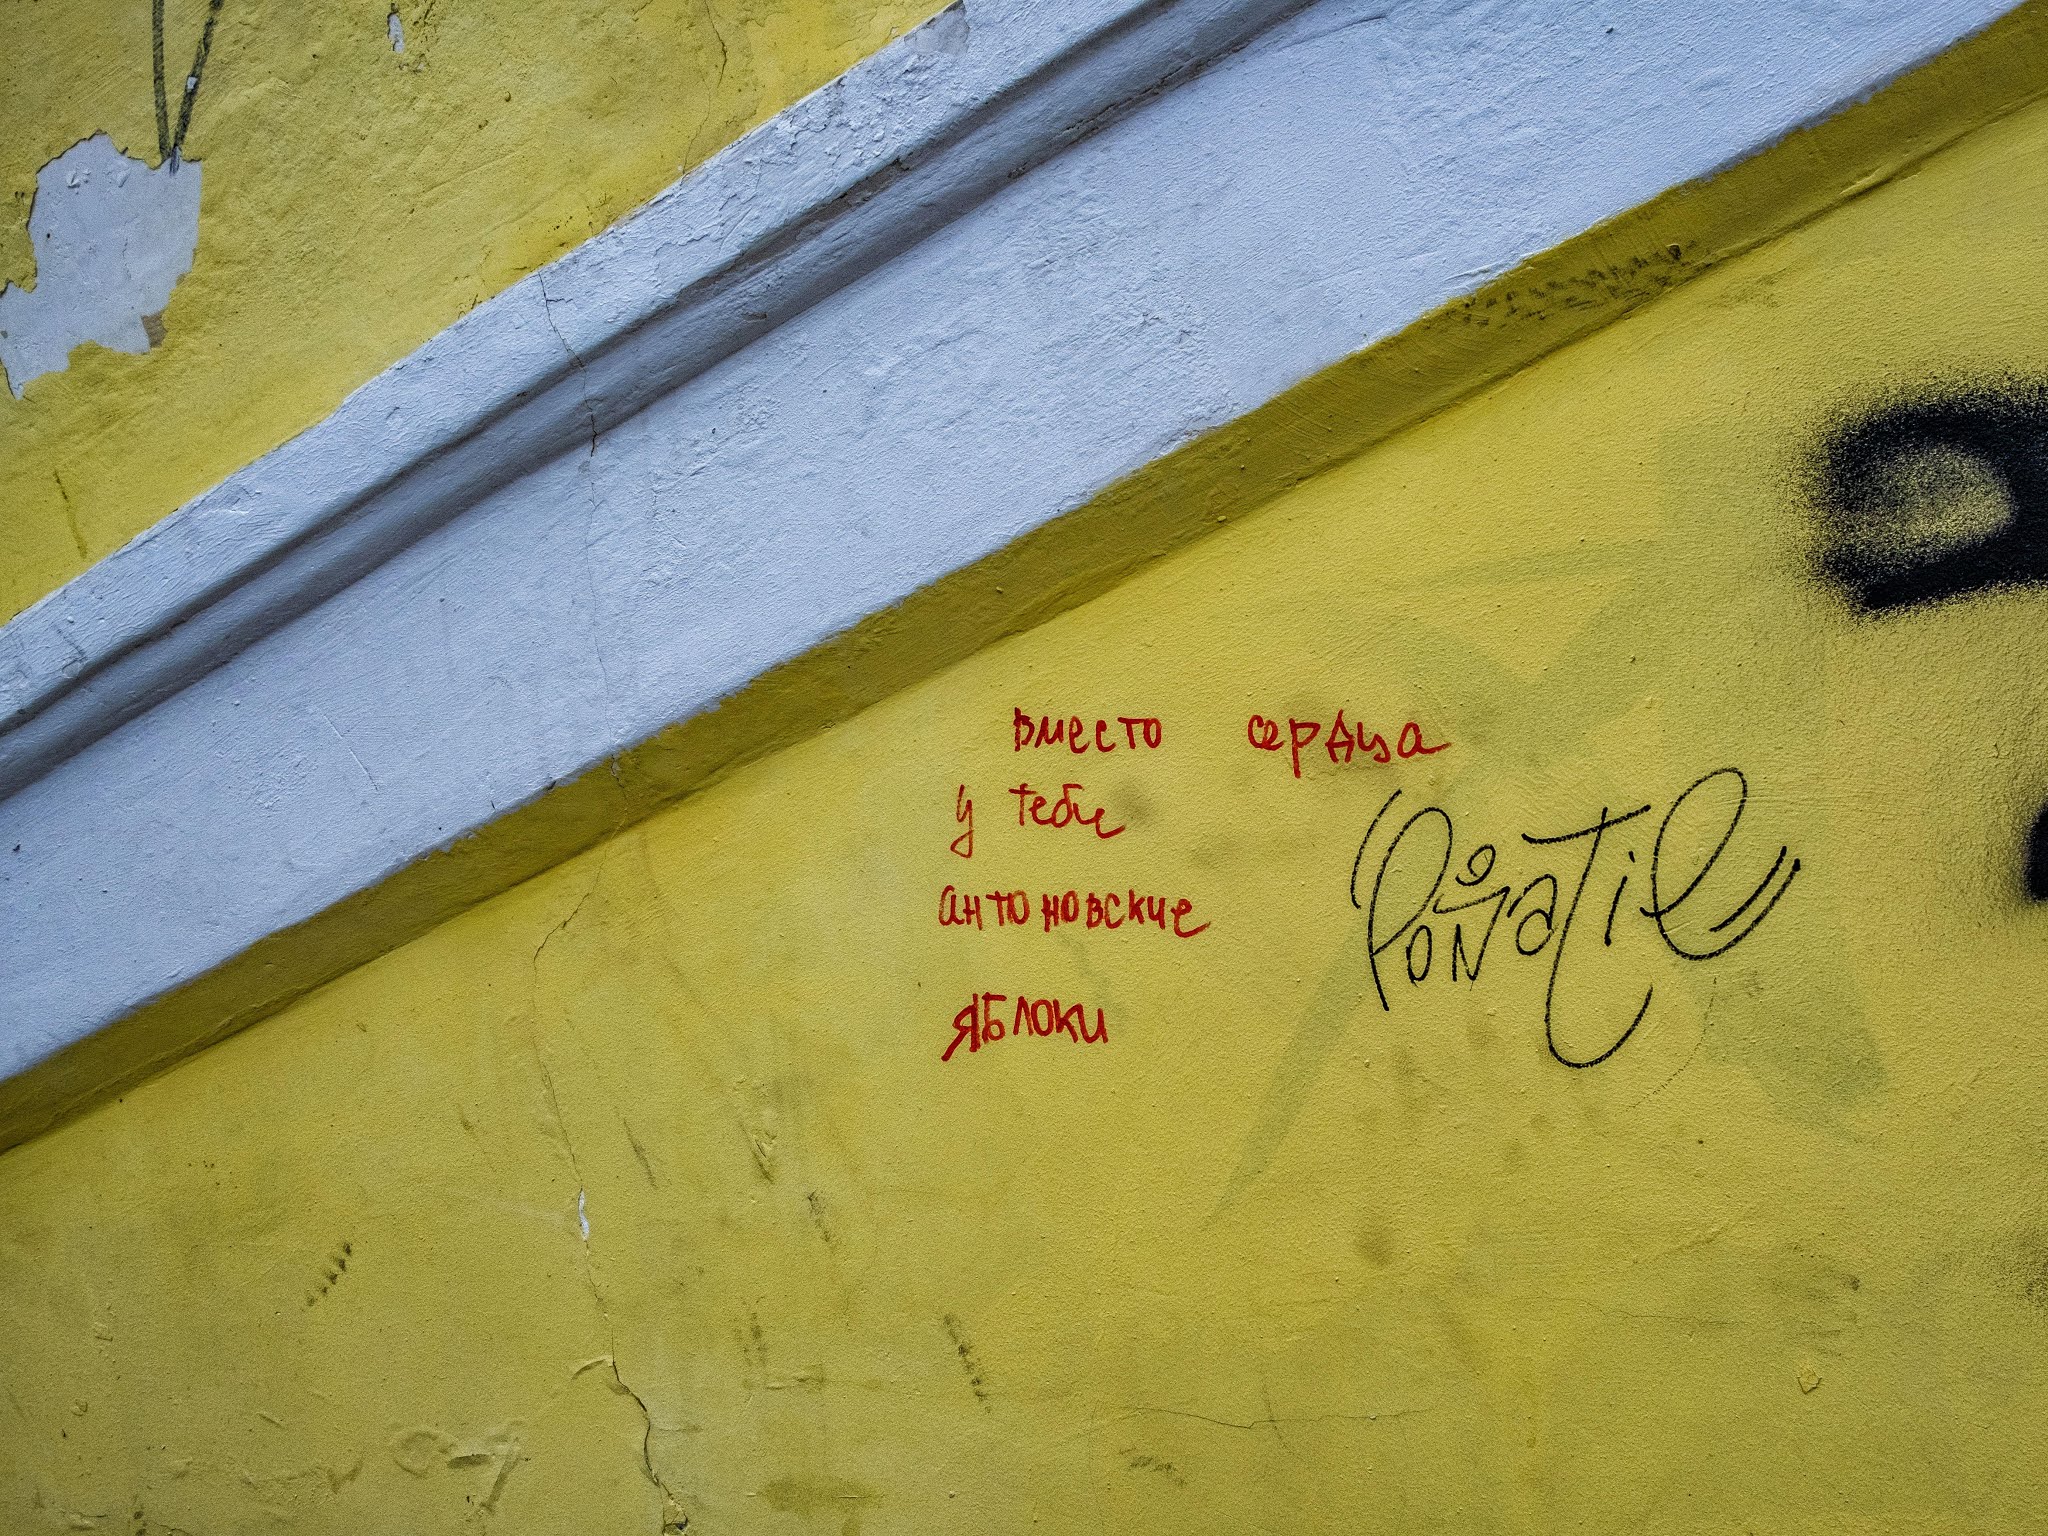 вместо сердца
у тебя
антоновские
яблоки